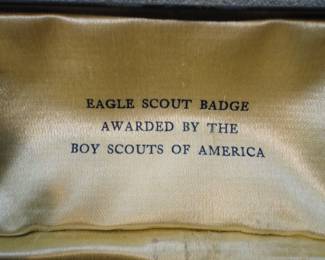 EAGLE SCOUT BADGE
AWARDED BY THE
BOY SCOUTS OF AMERICA